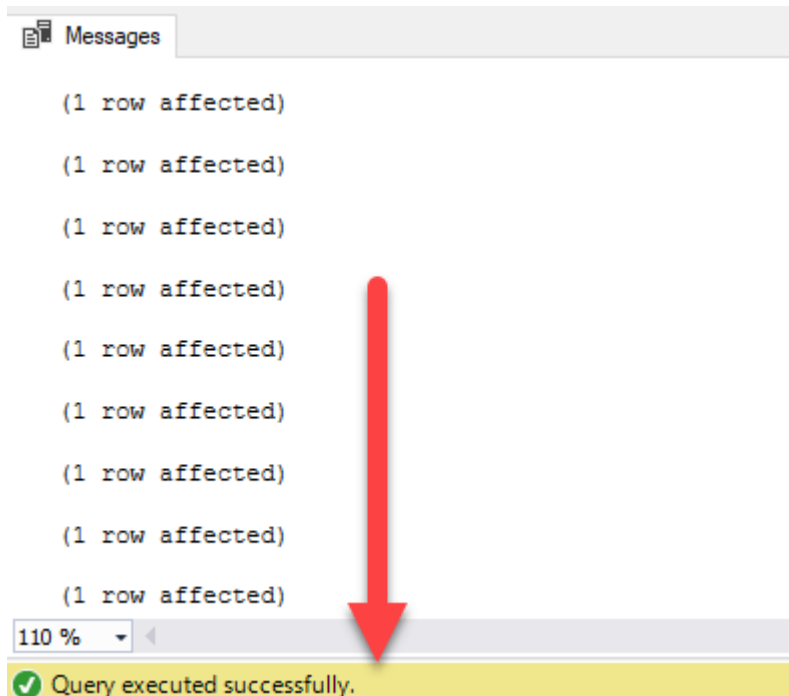 Messages
(1 row affected)
(1 row affected)
(1 row affected)
(1 row affected)
(1 row affected)
(1 row affected)
(1 row affected)
(1 row affected)
(1 row affected)
110 %
Query executed successfully.